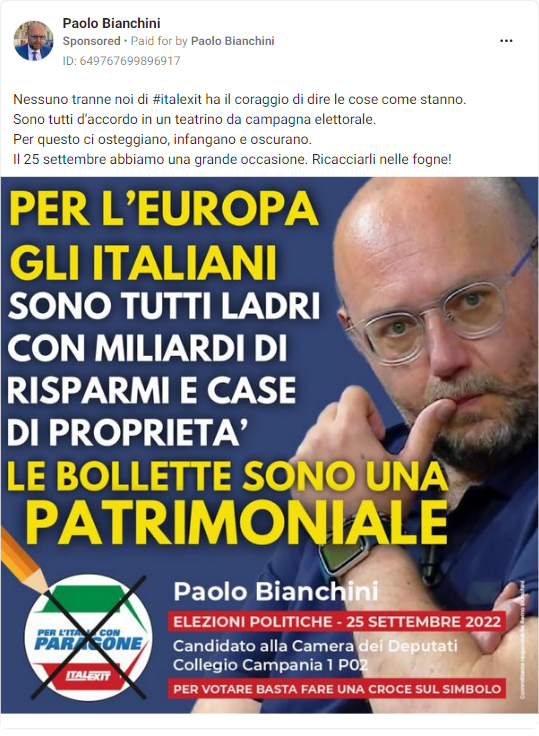 Paolo Bianchini
Sponsored • Paid for by Paolo Bianchini
ID: 649767699896917
Nessuno tranne noi di #italexit ha il coraggio di dire le cose come stanno.
Sono tutti d'accordo in un teatrino da campagna elettorale.
Per questo ci osteggiano, infangano e oscurano.
Il 25 settembre abbiamo una grande occasione. Ricacciarli nelle fogne!
PER L'EUROPA
GLI ITALIANI
SONO TUTTI LADRI
CON MILIARDI DI
RISPARMI E CASE
DI PROPRIETA'
LE BOLLETTE SONO UNA
PATRIMONIALE
PER L'ITALIA CON
PARAGONE
ITALEXIT
Paolo Bianchini
ELEZIONI POLITICHE - 25 SETTEMBRE 2022
Candidato alla Camera dei Deputati
Collegio Campania 1 P02
PER VOTARE BASTA FARE UNA CROCE SUL SIMBOLO